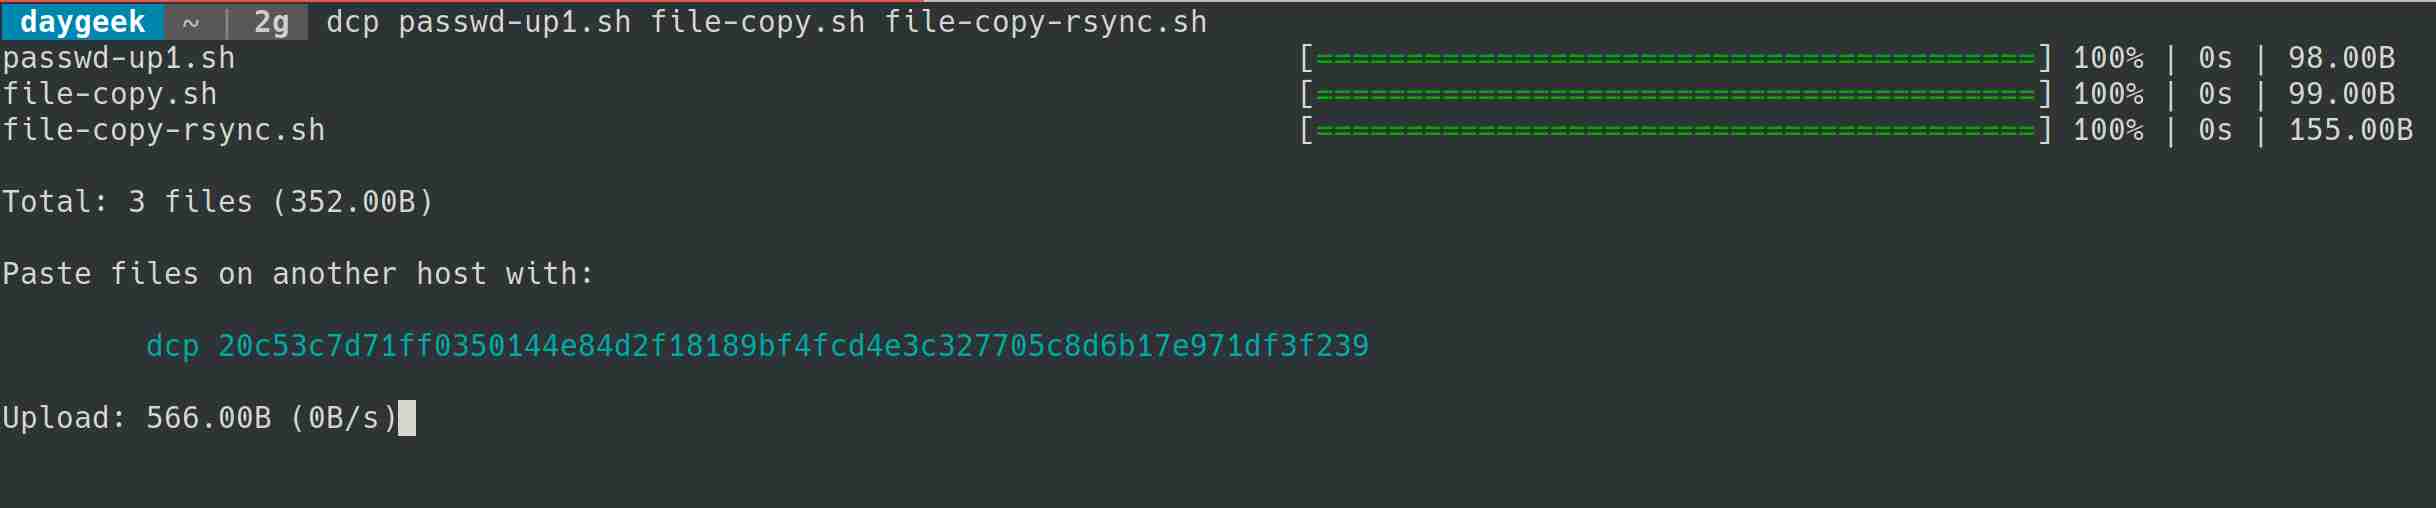 daygeek ~ | 2g dcp passwd-up1.sh file-copy.sh file-copy-rsync.sh
passwd-up1.sh [========================================] 100% | 0s | 98.00B
file-copy.sh [========================================] 100% | 0s | 99.00B
file-copy-rsync.sh [========================================] 100% | 0s | 155.00B
Total: 3 files (352.00B)
Paste files on another host with:
dcp 20c53c7d71ff0350144e84d2f18189bf4fcd4e3c327705c8d6b17e971df3f239
Upload: 566.00B (0B/s)